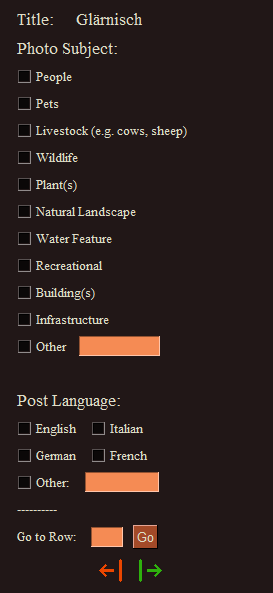 Title: Glärnisch
Photo Subject:
People
Pets
Livestock (e.g. cows, sheep)
Wildlife
Plant(s)
Natural Landscape
Water Feature
Recreational
Building(s)
Infrastructure
Other
Post Language:
English Italian
German French
Other:
----------
Go to Row: Go